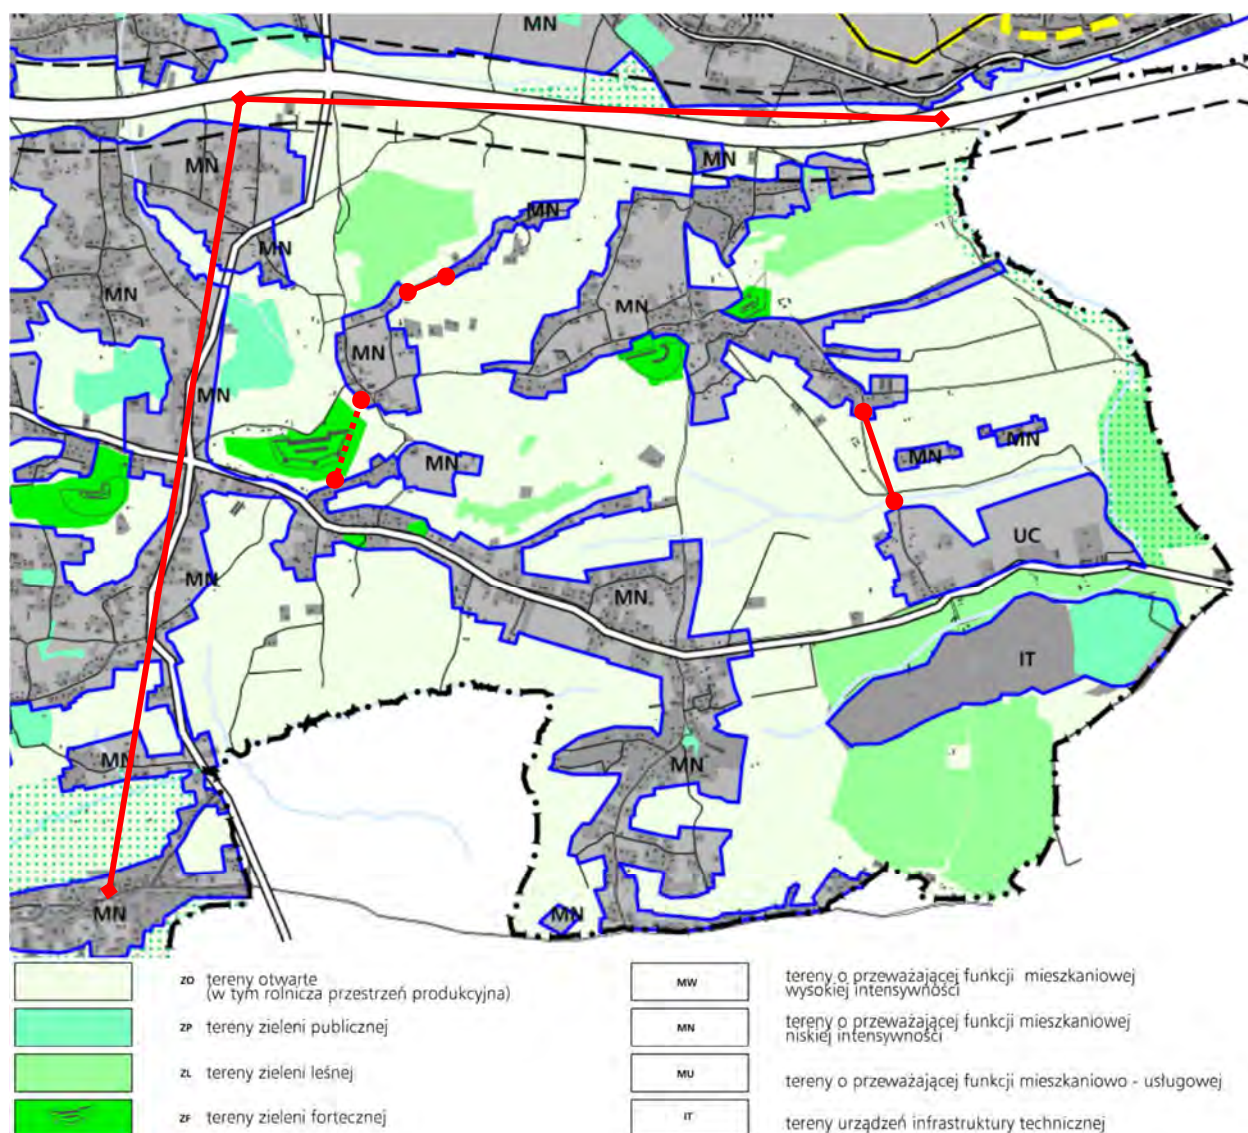 MN
MN
MN
MN
MN
MN
MN
MN
MN
MN
MN
MN
MN
MN
UC
MN
MN
IT
MN
MN
MN
MN
ZO tereny otwarte
(w tym rolnicza przestrzeń produkcyjna)
ZP tereny zieleni publicznej
ZL tereny zieleni leśnej
ZF tereny zieleni fortecznej
MW tereny o przeważającej funkcji mieszkaniowej
wysokiej intensywności
MN tereny o przeważającej funkcji mieszkaniowej
niskiej intensywności
MU tereny o przeważającej funkcji mieszkaniowo - usługowej
IT tereny urządzeń infrastruktury technicznej